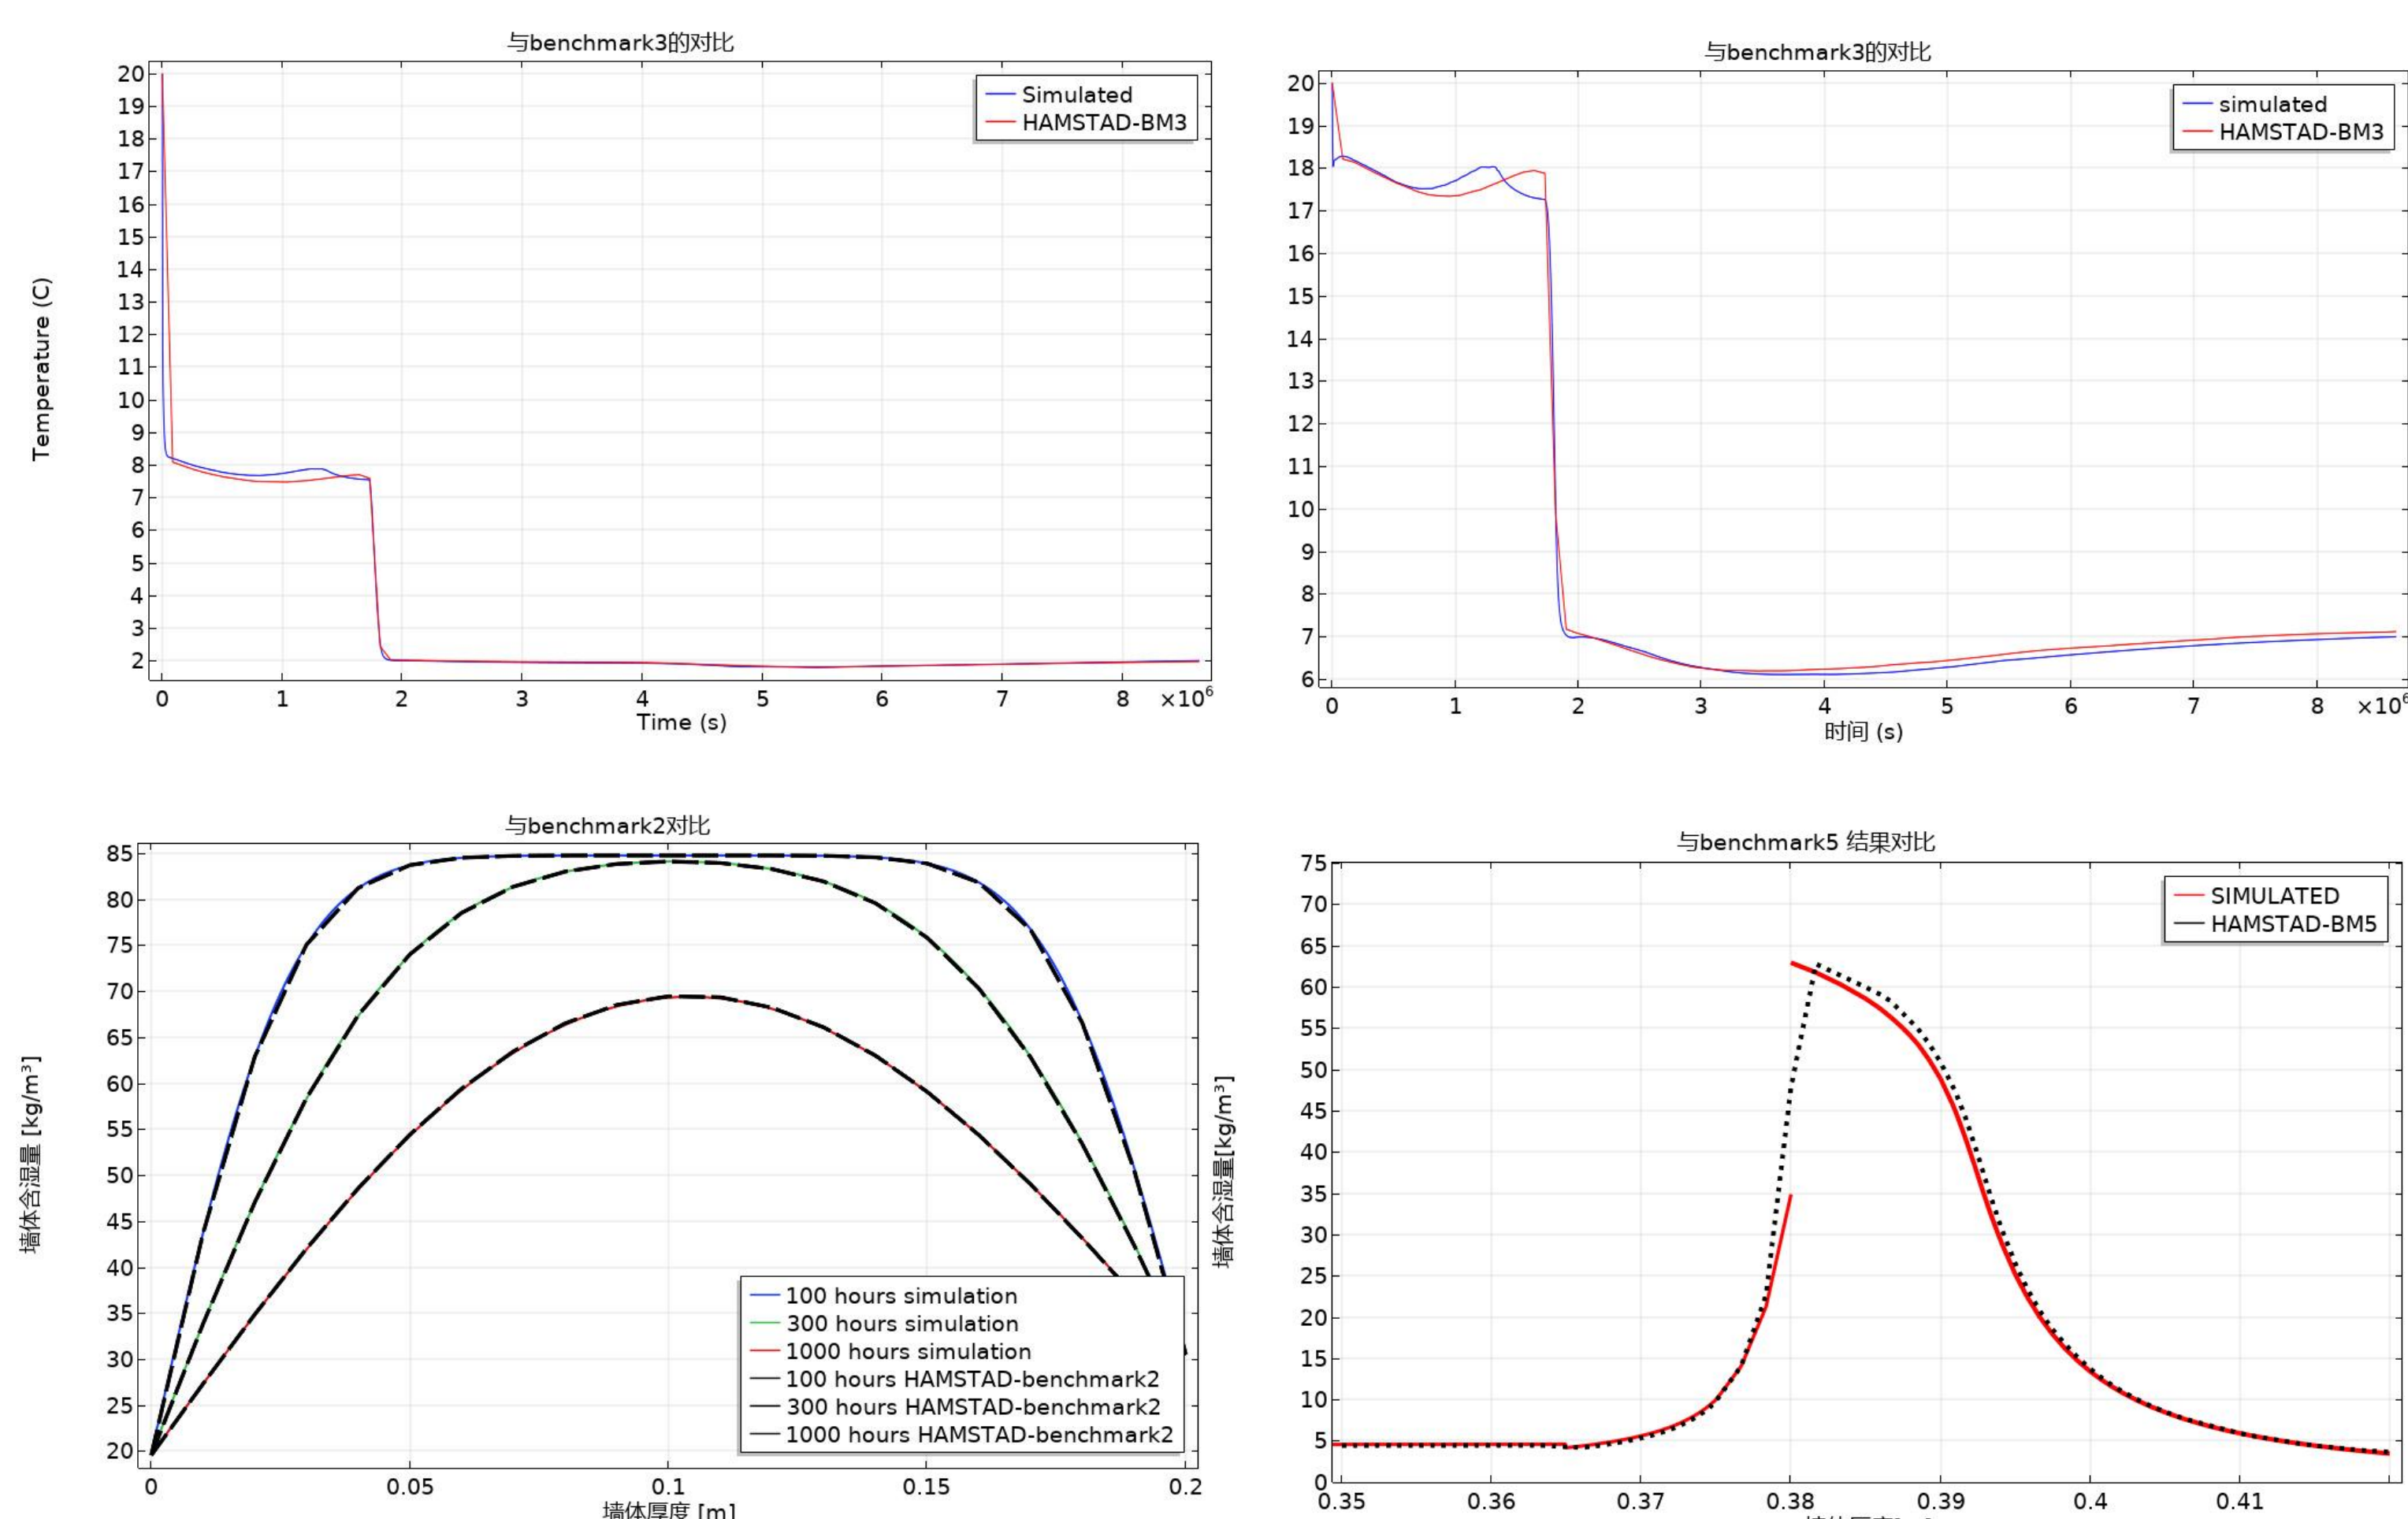 与benchmark3的对比
20
19
18
17
16
15
14
13
12
11
10
9
8
7
6
5
4
3
2
Temperature (C)
Simulated
HAMSTAD-BM3
0 1 2 3 4 5 6 7 8 ×10⁶
Time (s)
与benchmark3的对比
20
19
18
17
16
15
14
13
12
11
10
9
8
7
6
simulated
HAMSTAD-BM3
0 1 2 3 4 5 6 7 8 ×10⁶
时间 (s)
与benchmark2对比
85
80
75
70
65
60
55
50
45
40
35
30
25
20
墙体含湿量 [kg/m³]
100 hours simulation
300 hours simulation
1000 hours simulation
100 hours HAMSTAD-benchmark2
300 hours HAMSTAD-benchmark2
1000 hours HAMSTAD-benchmark2
0 0.05 0.1 0.15 0.2
墙体厚度 [m]
与benchmark5 结果对比
75
70
65
60
55
50
45
40
35
30
25
20
15
10
5
0
墙体含湿量[kg/m³]
SIMULATED
HAMSTAD-BM5
0.35 0.36 0.37 0.38 0.39 0.4 0.41